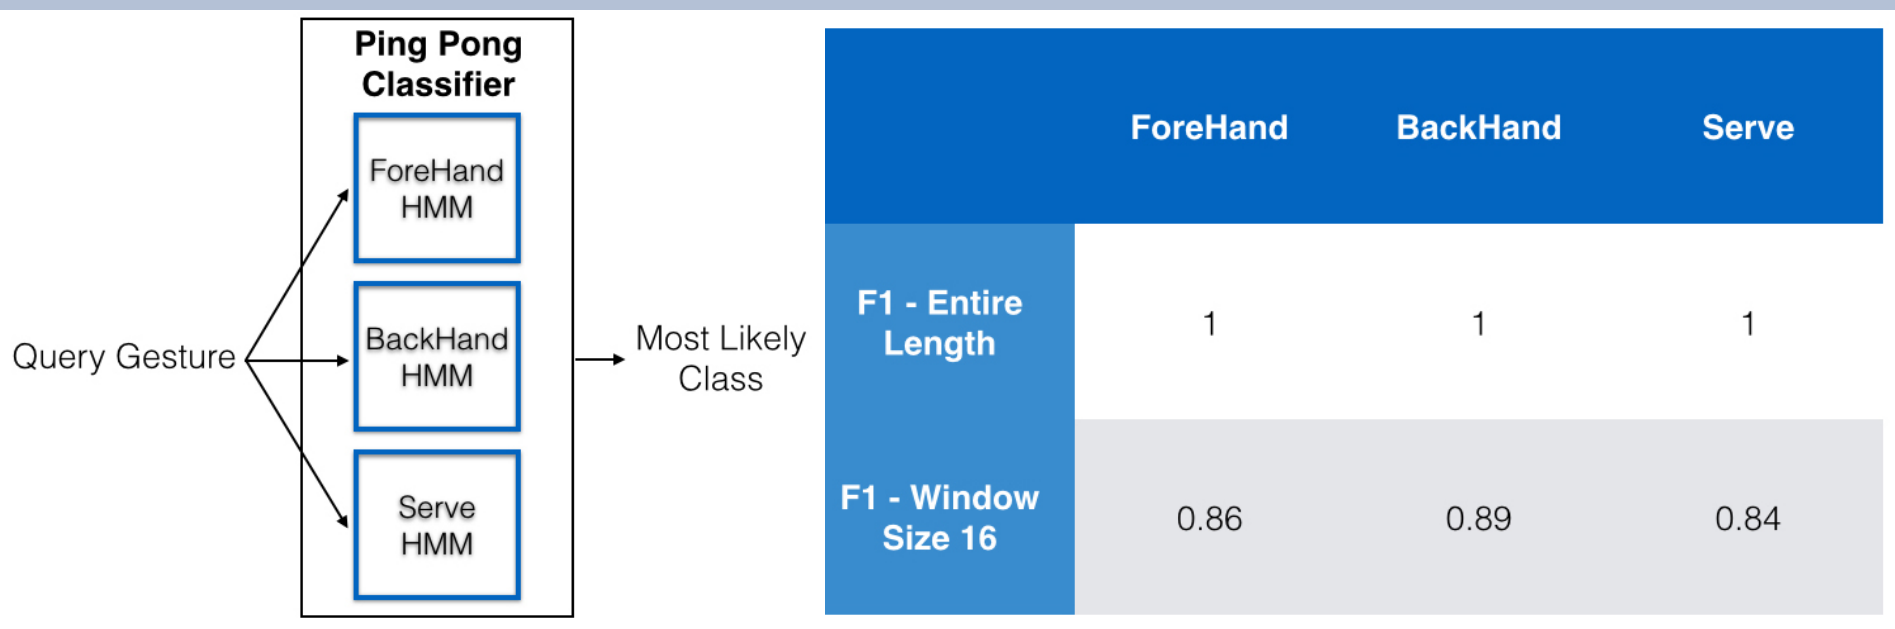 Ping Pong
Classifier
ForeHand
HMM
BackHand
HMM
Serve
HMM
Query Gesture
Most Likely
Class
ForeHand BackHand Serve
F1 - Entire
Length
1 1 1
F1 - Window
Size 16
0.86 0.89 0.84